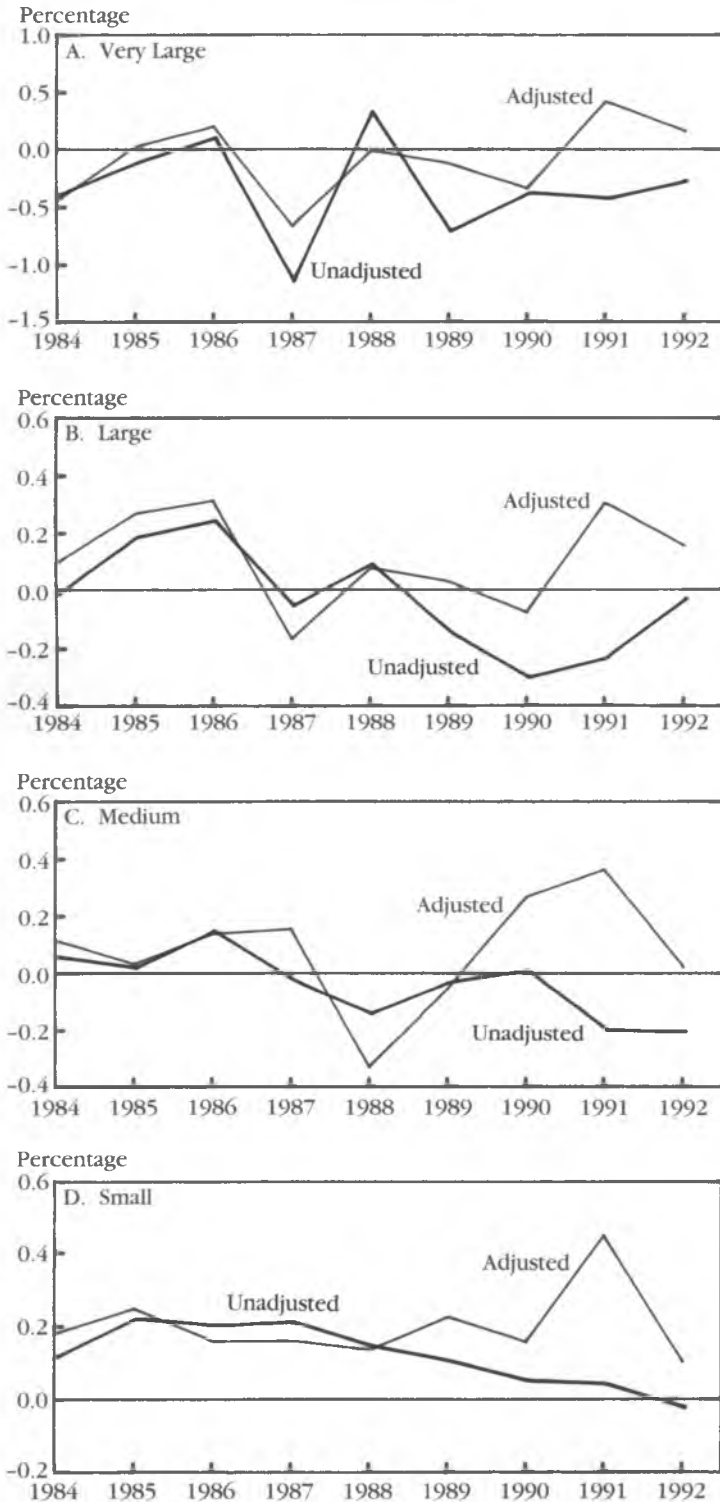 Percentage
1.0
A. Very Large
0.5
Adjusted
0.0
-0.5
-1.0
Unadjusted
-1.5
1984 1985 1986 1987 1988 1989 1990 1991 1992
Percentage
0.6
B. Large
0.4
Adjusted
0.2
0.0
-0.2
Unadjusted
-0.4
1984 1985 1986 1987 1988 1989 1990 1991 1992
Percentage
0.6
C. Medium
0.4
Adjusted
0.2
0.0
-0.2
Unadjusted
-0.4
1984 1985 1986 1987 1988 1989 1990 1991 1992
Percentage
0.6
D. Small
0.4
Adjusted
Unadjusted
0.2
0.0
-0.2
1984 1985 1986 1987 1988 1989 1990 1991 1992